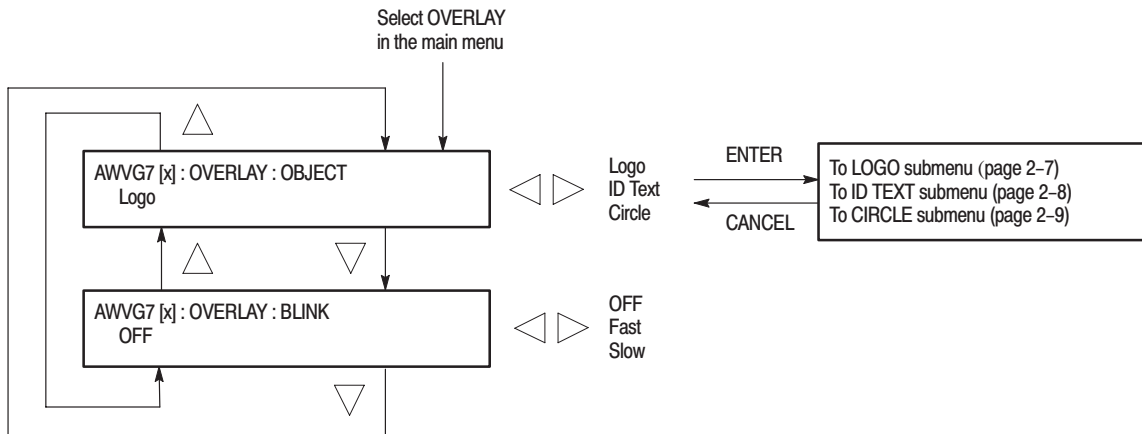 Select OVERLAY
in the main menu
AWVG7 [x] : OVERLAY : OBJECT
Logo
Logo
ID Text
Circle
ENTER
CANCEL
To LOGO submenu (page 2–7)
To ID TEXT submenu (page 2–8)
To CIRCLE submenu (page 2–9)
AWVG7 [x] : OVERLAY : BLINK
OFF
OFF
Fast
Slow